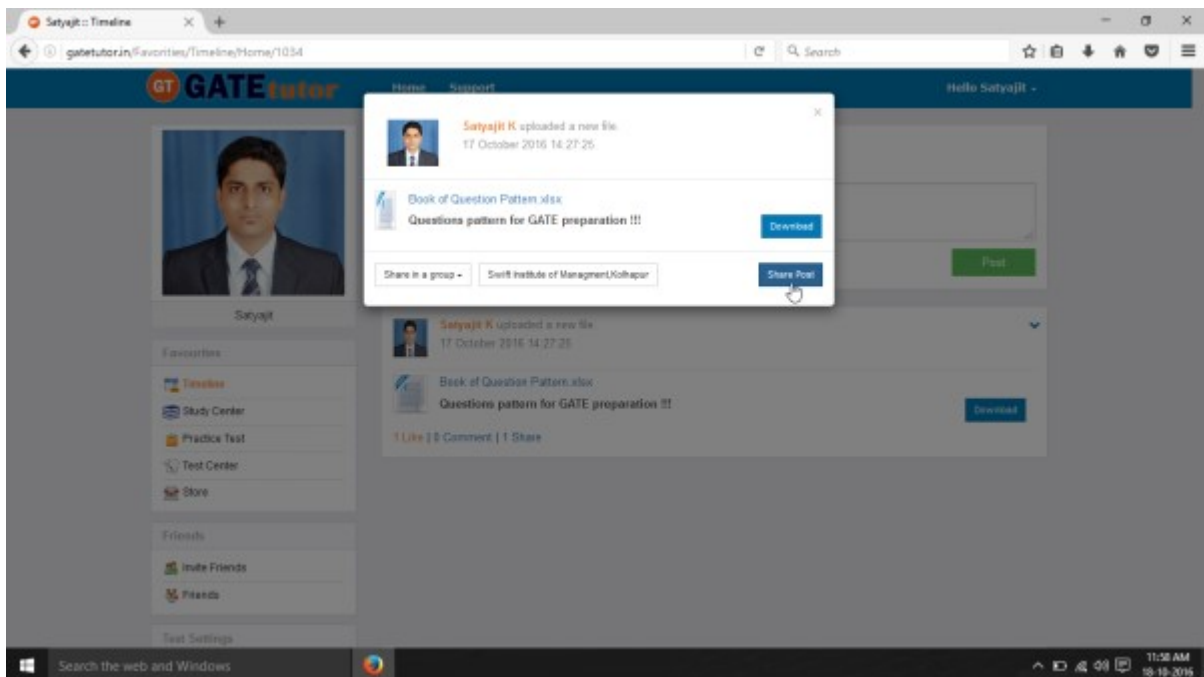 Satyajit :: Timeline
gatetutor.in/Favorities/Timeline/Home/1034
Search
GT GATEtutor
Home Support
Hello Satyajit
Satyajit K uploaded a new file.
17 October 2016 14:27:25
Book of Question Pattern.xlsx
Questions pattern for GATE preparation !!!
Download
Share in a group
Swift Institute of Managment,Kolhapur
Share Post
Post
Satyajit
Favourites
Timeline
Study Center
Practice Test
Test Center
Store
Friends
Invite Friends
Friends
Test Settings
Satyajit K uploaded a new file
17 October 2016 14:27:25
Book of Question Pattern.xlsx
Questions pattern for GATE preparation !!!
Download
1 Like | 0 Comment | 1 Share
Search the web and Windows
11:58 AM
18-10-2016